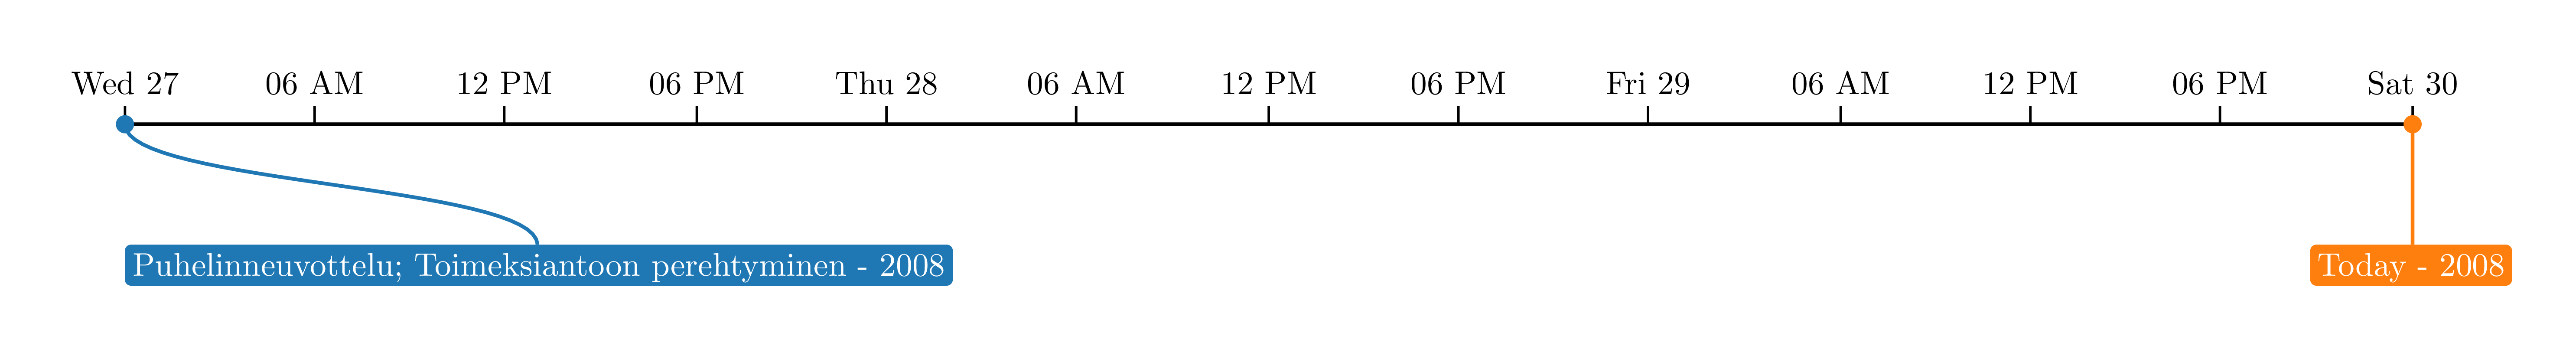 Wed 27 06 AM 12 PM 06 PM Thu 28 06 AM 12 PM 06 PM Fri 29 06 AM 12 PM 06 PM Sat 30
Puhelinneuvottelu; Toimeksiantoon perehtyminen - 2008 Today - 2008